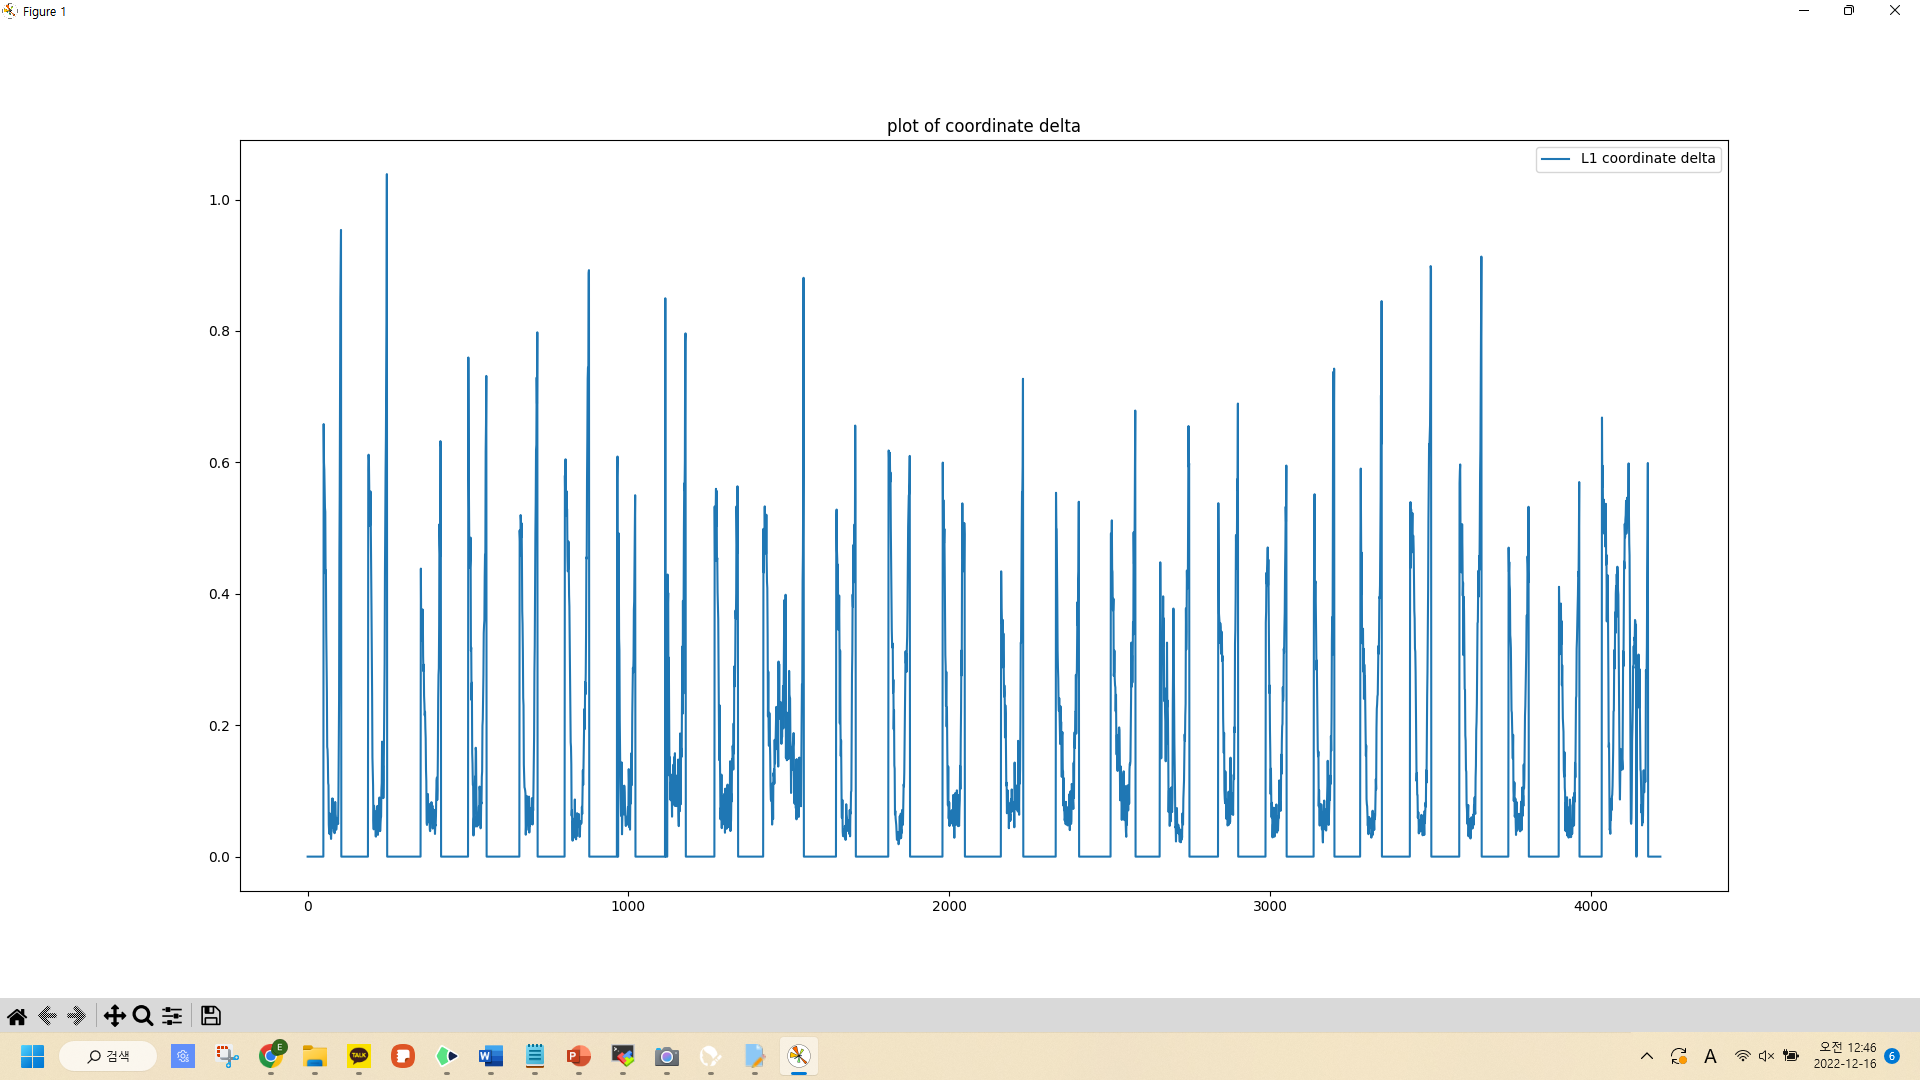 Figure 1
plot of coordinate delta
L1 coordinate delta
1.0
0.8
0.6
0.4
0.2
0.0
0
1000
2000
3000
4000
검색
E
TALK
W
P
A
오전 12:46
2022-12-16
6